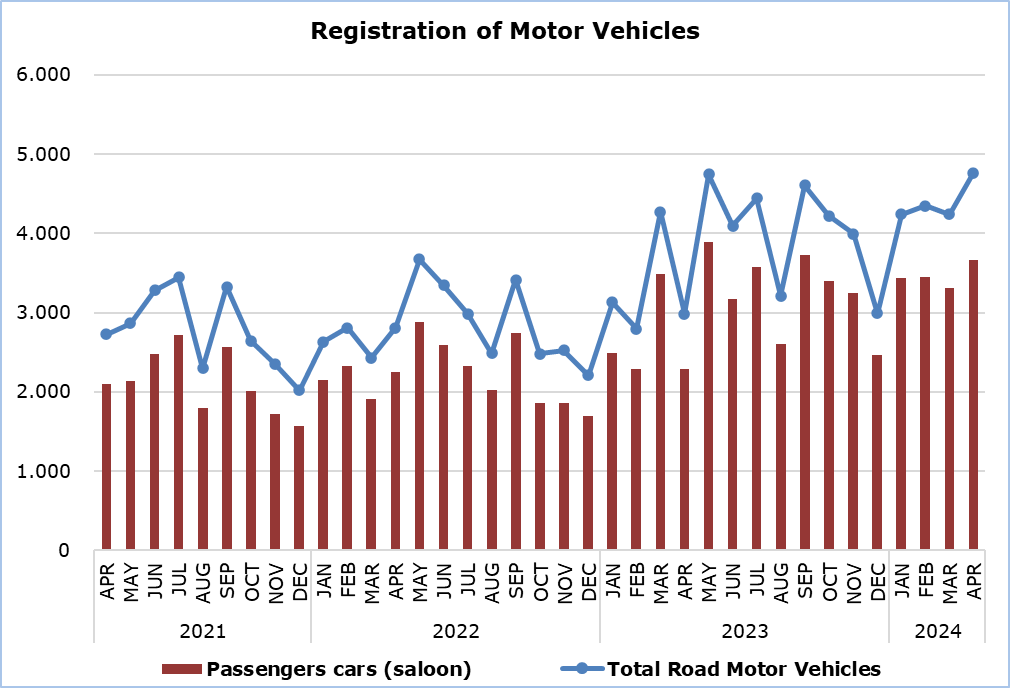 Registration of Motor Vehicles
6.000
5.000
4.000
3.000
2.000
1.000
0
APR MAY JUN JUL AUG SEP OCT NOV DEC JAN FEB MAR APR MAY JUN JUL AUG SEP OCT NOV DEC JAN FEB MAR APR MAY JUN JUL AUG SEP OCT NOV DEC JAN FEB MAR APR
2021 2022 2023 2024
Passengers cars (saloon) Total Road Motor Vehicles